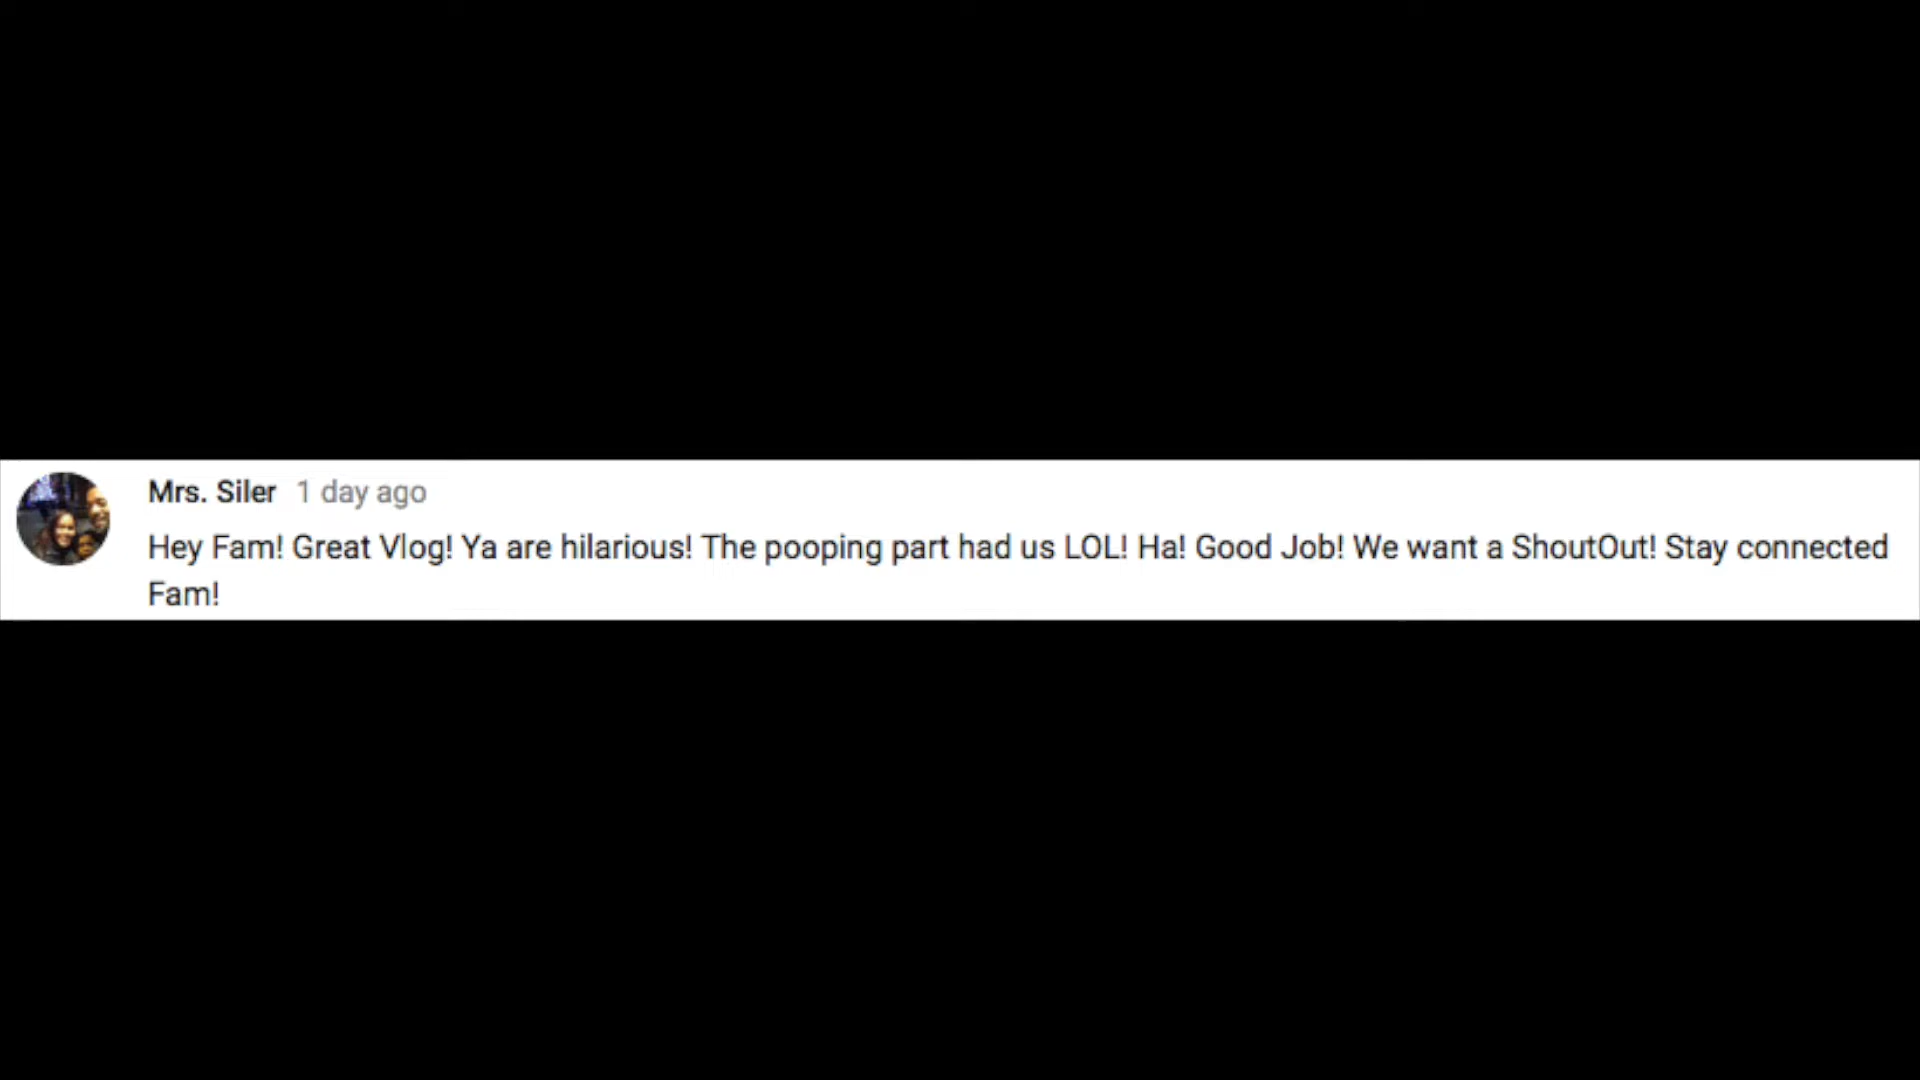 Mrs. Siler 1 day ago
Hey Fam! Great Vlog! Ya are hilarious! The pooping part had us LOL! Ha! Good Job! We want a ShoutOut! Stay connected
Fam!